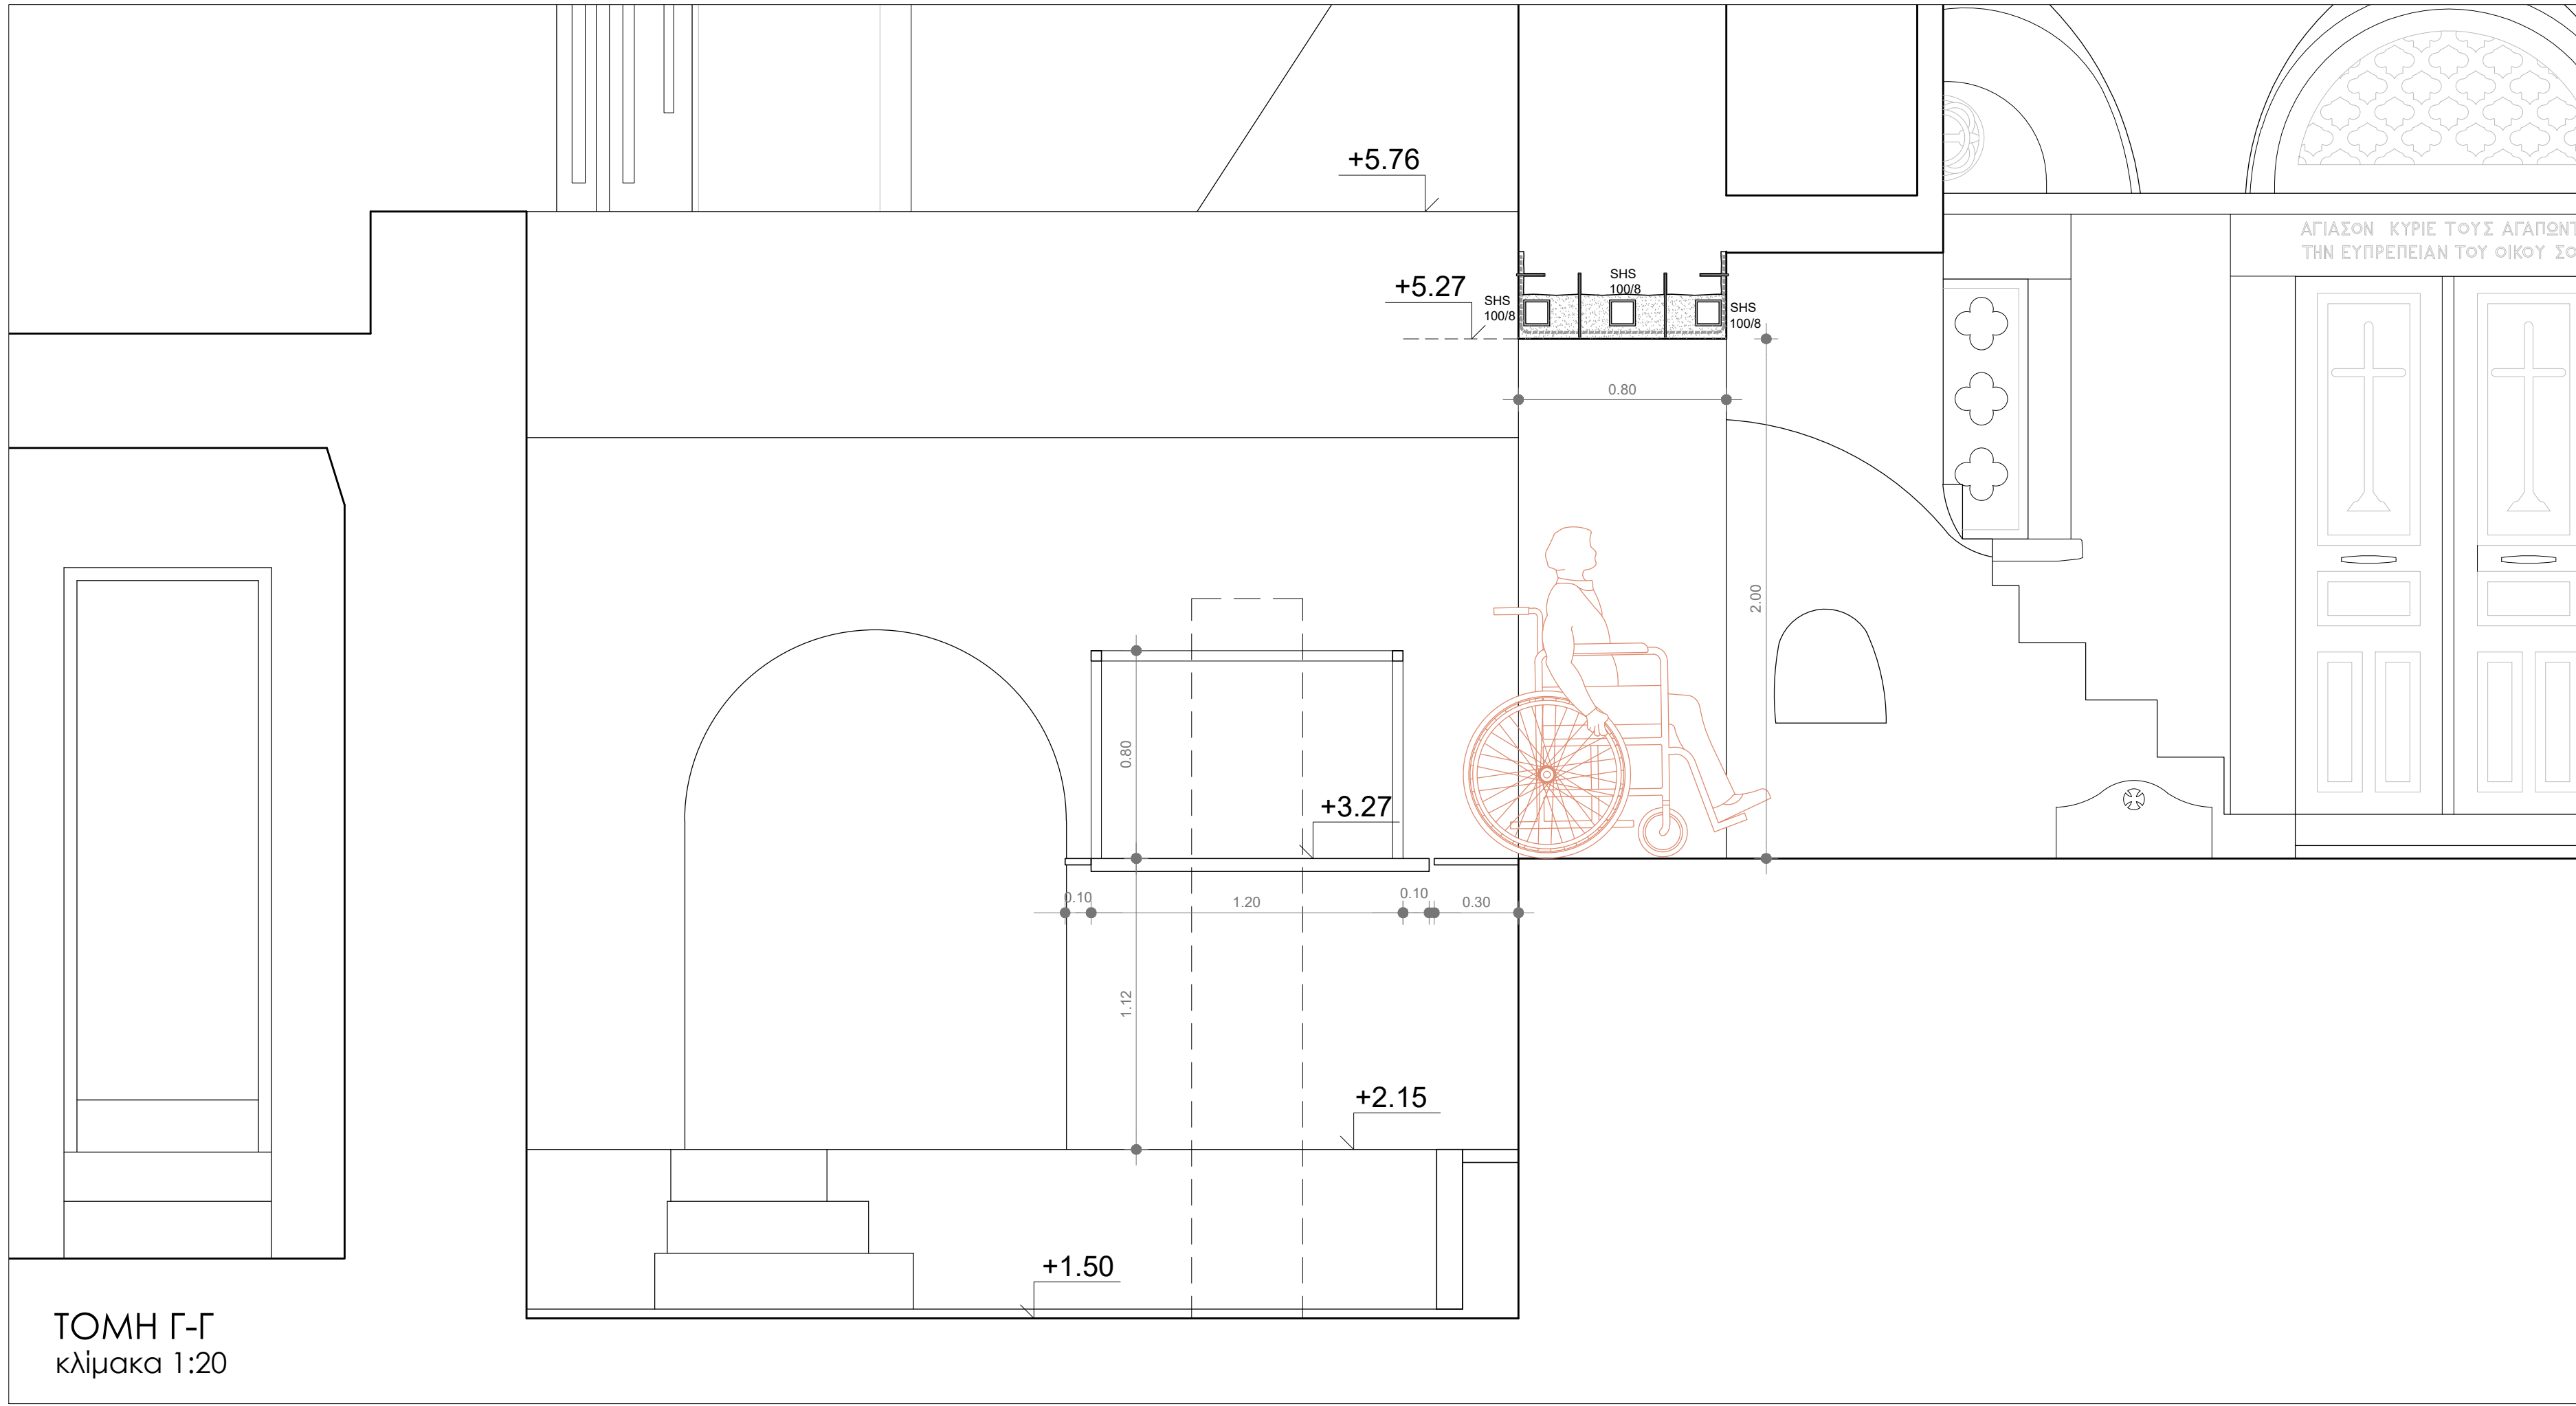 +5.76
ΑΓΙΑΣΟΝ ΚΥΡΙΕ ΤΟΥΣ ΑΓΑΠΩΝΤ
ΤΗΝ ΕΥΠΡΕΠΕΙΑΝ ΤΟΥ ΟΙΚΟΥ ΣΟ
+5.27
SHS
100/8
SHS
100/8
SHS
100/8
0.80
2.00
0.80
+3.27
0.10
1.20
0.10
0.30
1.12
+2.15
+1.50
ΤΟΜΗ Γ-Γ
κλίμακα 1:20